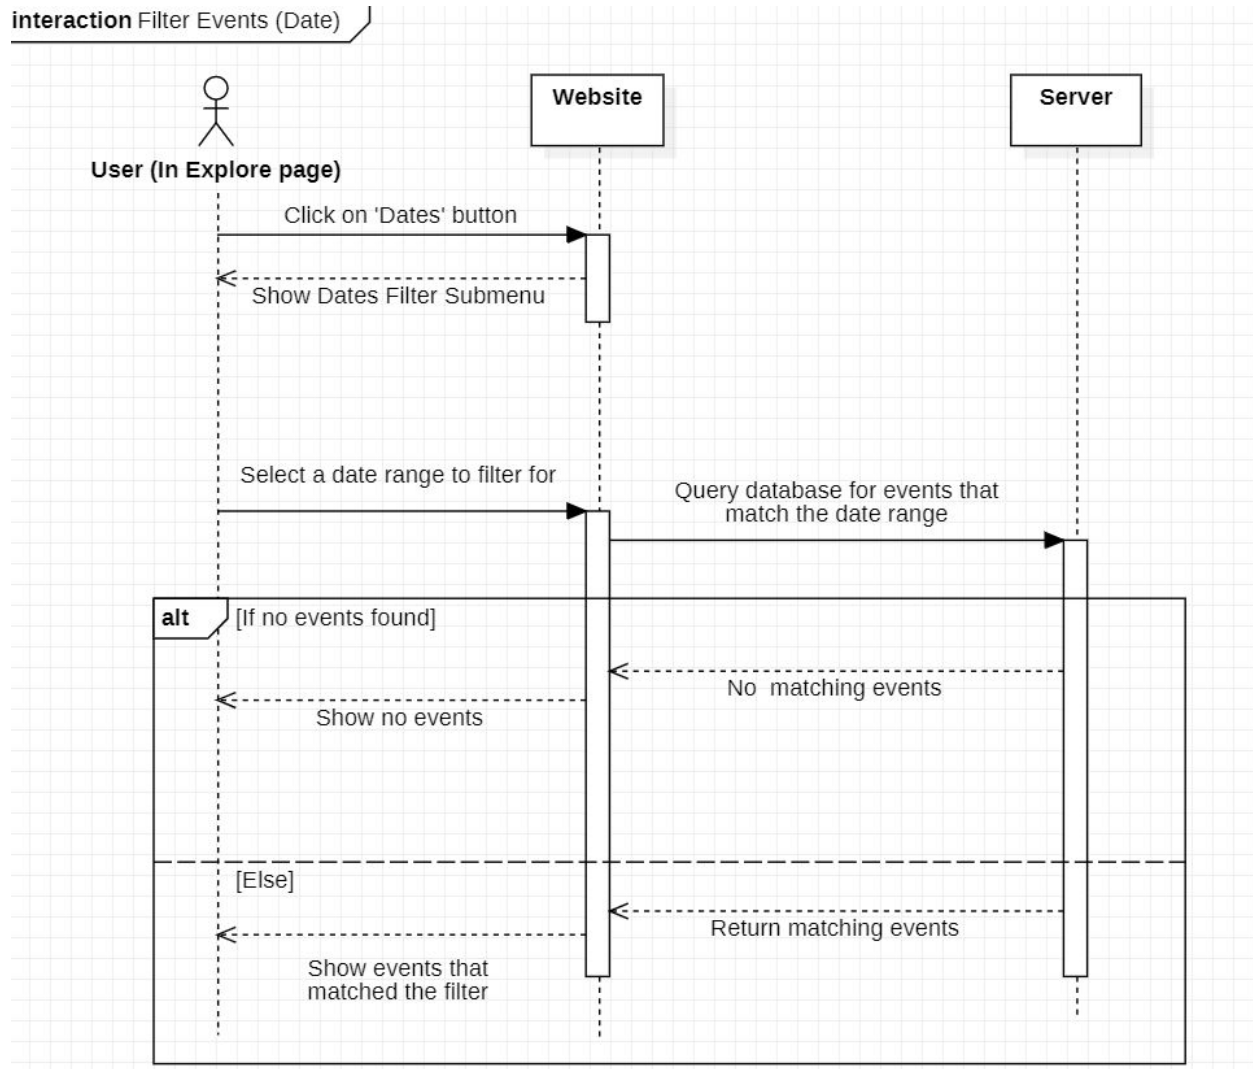 interaction Filter Events (Date)
Website
Server
User (In Explore page)
Click on 'Dates' button
Show Dates Filter Submenu
Select a date range to filter for
Query database for events that
match the date range
alt [If no events found]
No  matching events
Show no events
[Else]
Return matching events
Show events that
matched the filter